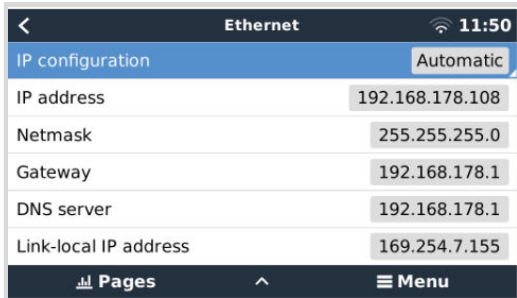 Ethernet 11:50
IP configuration Automatic
IP address 192.168.178.108
Netmask 255.255.255.0
Gateway 192.168.178.1
DNS server 192.168.178.1
Link-local IP address 169.254.7.155
Pages Menu